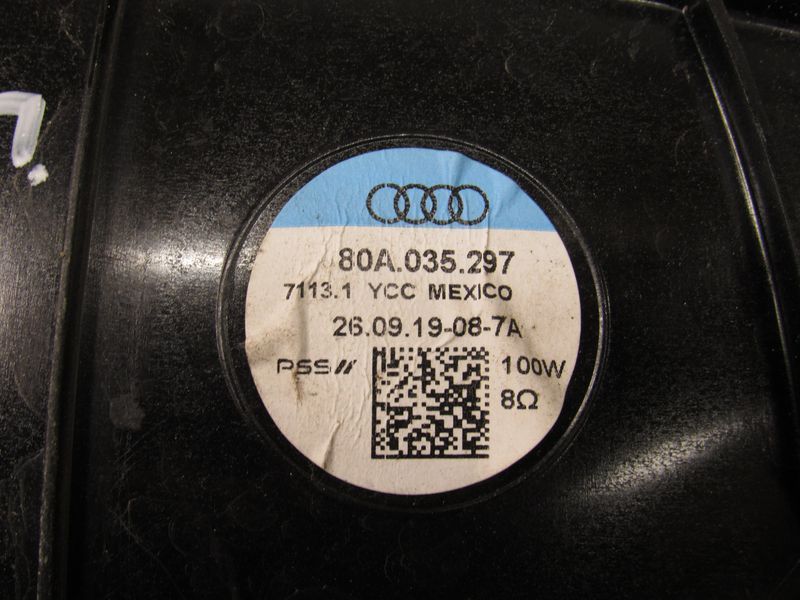 80A.035.297
7113.1 YCC MEXICO
26.09.19-08-7A
PSS
100W
8Ω